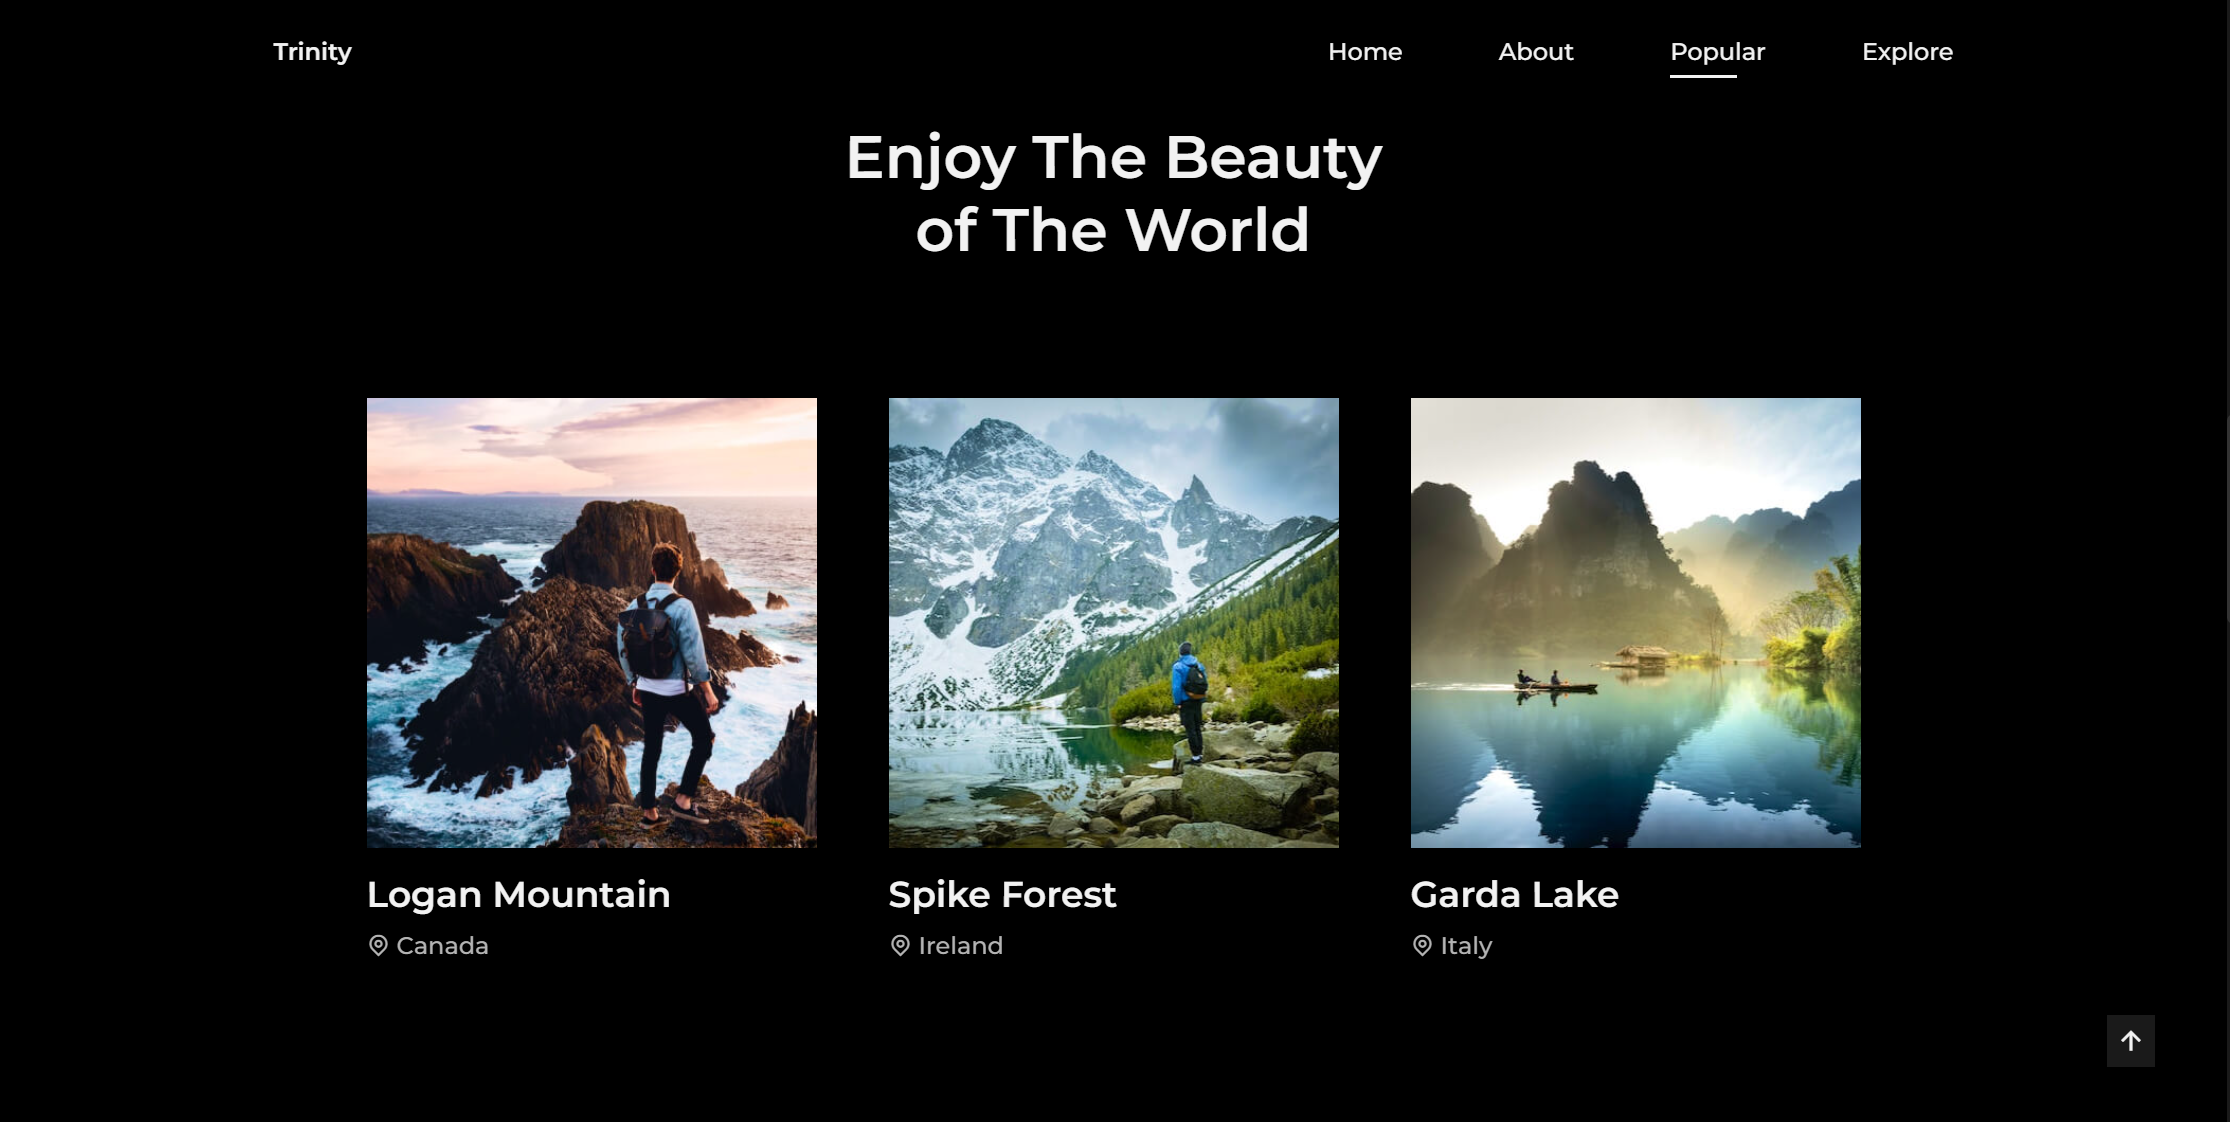 Trinity
Home
About
Popular
Explore
Enjoy The Beauty
of The World
Logan Mountain
Canada
Spike Forest
Ireland
Garda Lake
Italy